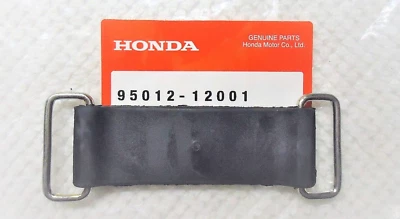 HONDA
GENUINE PARTS
Honda Motor Co., Ltd.
95012-12001